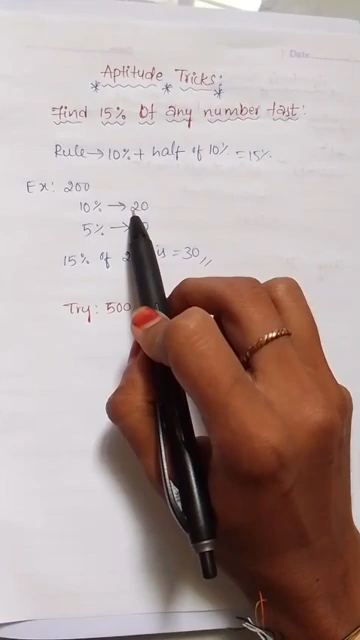 Date
Aptitude Tricks:
Find 15% Of any number fast:
Rule → 10% + half of 10% = 15%
Ex: 200
10% → 20
5% →
15% of 2 is = 30
Try: 500